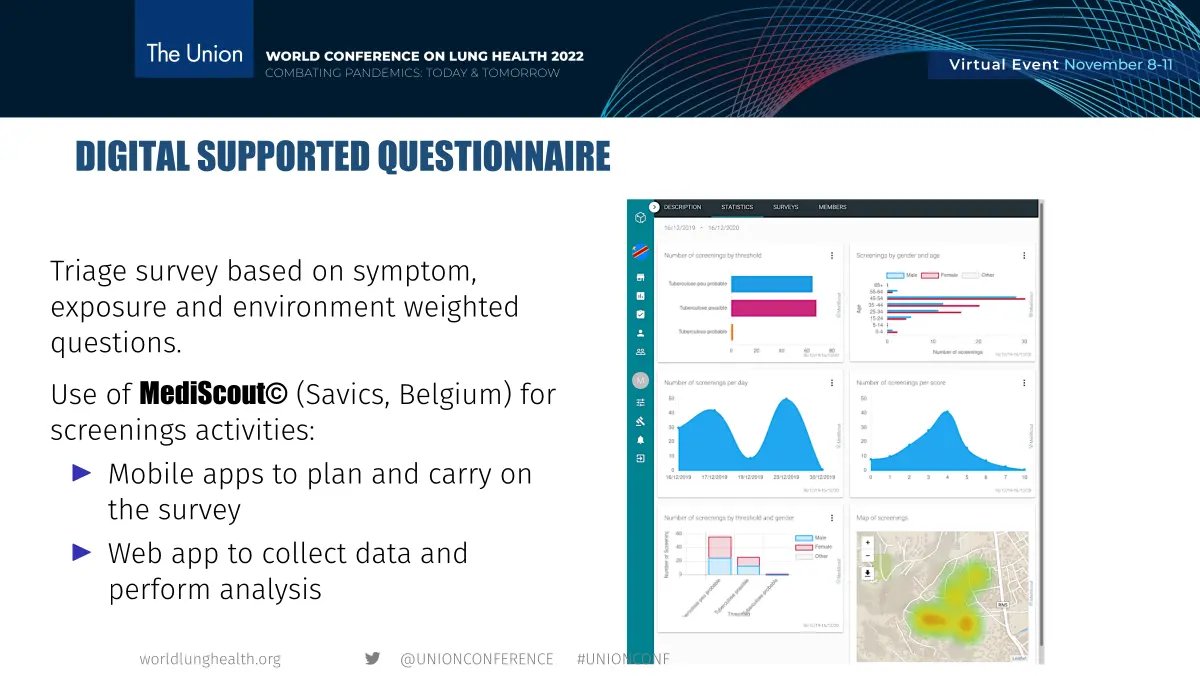 The Union
WORLD CONFERENCE ON LUNG HEALTH 2022
COMBATING PANDEMICS: TODAY & TOMORROW
Virtual Event November 8-11
DIGITAL SUPPORTED QUESTIONNAIRE
Triage survey based on symptom,
exposure and environment weighted
questions.
Use of MediScout© (Savics, Belgium) for
screenings activities:
► Mobile apps to plan and carry on
the survey
► Web app to collect data and
perform analysis
DESCRIPTION STATISTICS SURVEYS MEMBERS
16/12/2019 - 16/12/2020
M
Number of screenings by threshold
Tuberculose peu probable
Tuberculose possible
Tuberculose probable
0 20 40 60 80
Screenings by gender and age
Male Female Other
Age
65+
55-64
45-54
35-44
25-34
15-24
5-14
0-4
0 10 20 30
Number of screenings
Number of screenings per day
50
40
30
20
10
0
16/12/2019 17/12/2019 19/12/2019 23/12/2019 30/12/2019
Number of screenings per score
50
40
30
20
10
0
0 1 2 3 4 5 6 7 10
Number of screenings by threshold and gender
Male
Female
Other
60
40
20
0
Tuberculose possible
Tuberculose probable
Threshold
Map of screenings
+
−
RN5
Leaflet
worldlunghealth.org @UNIONCONFERENCE #UNIONCONF